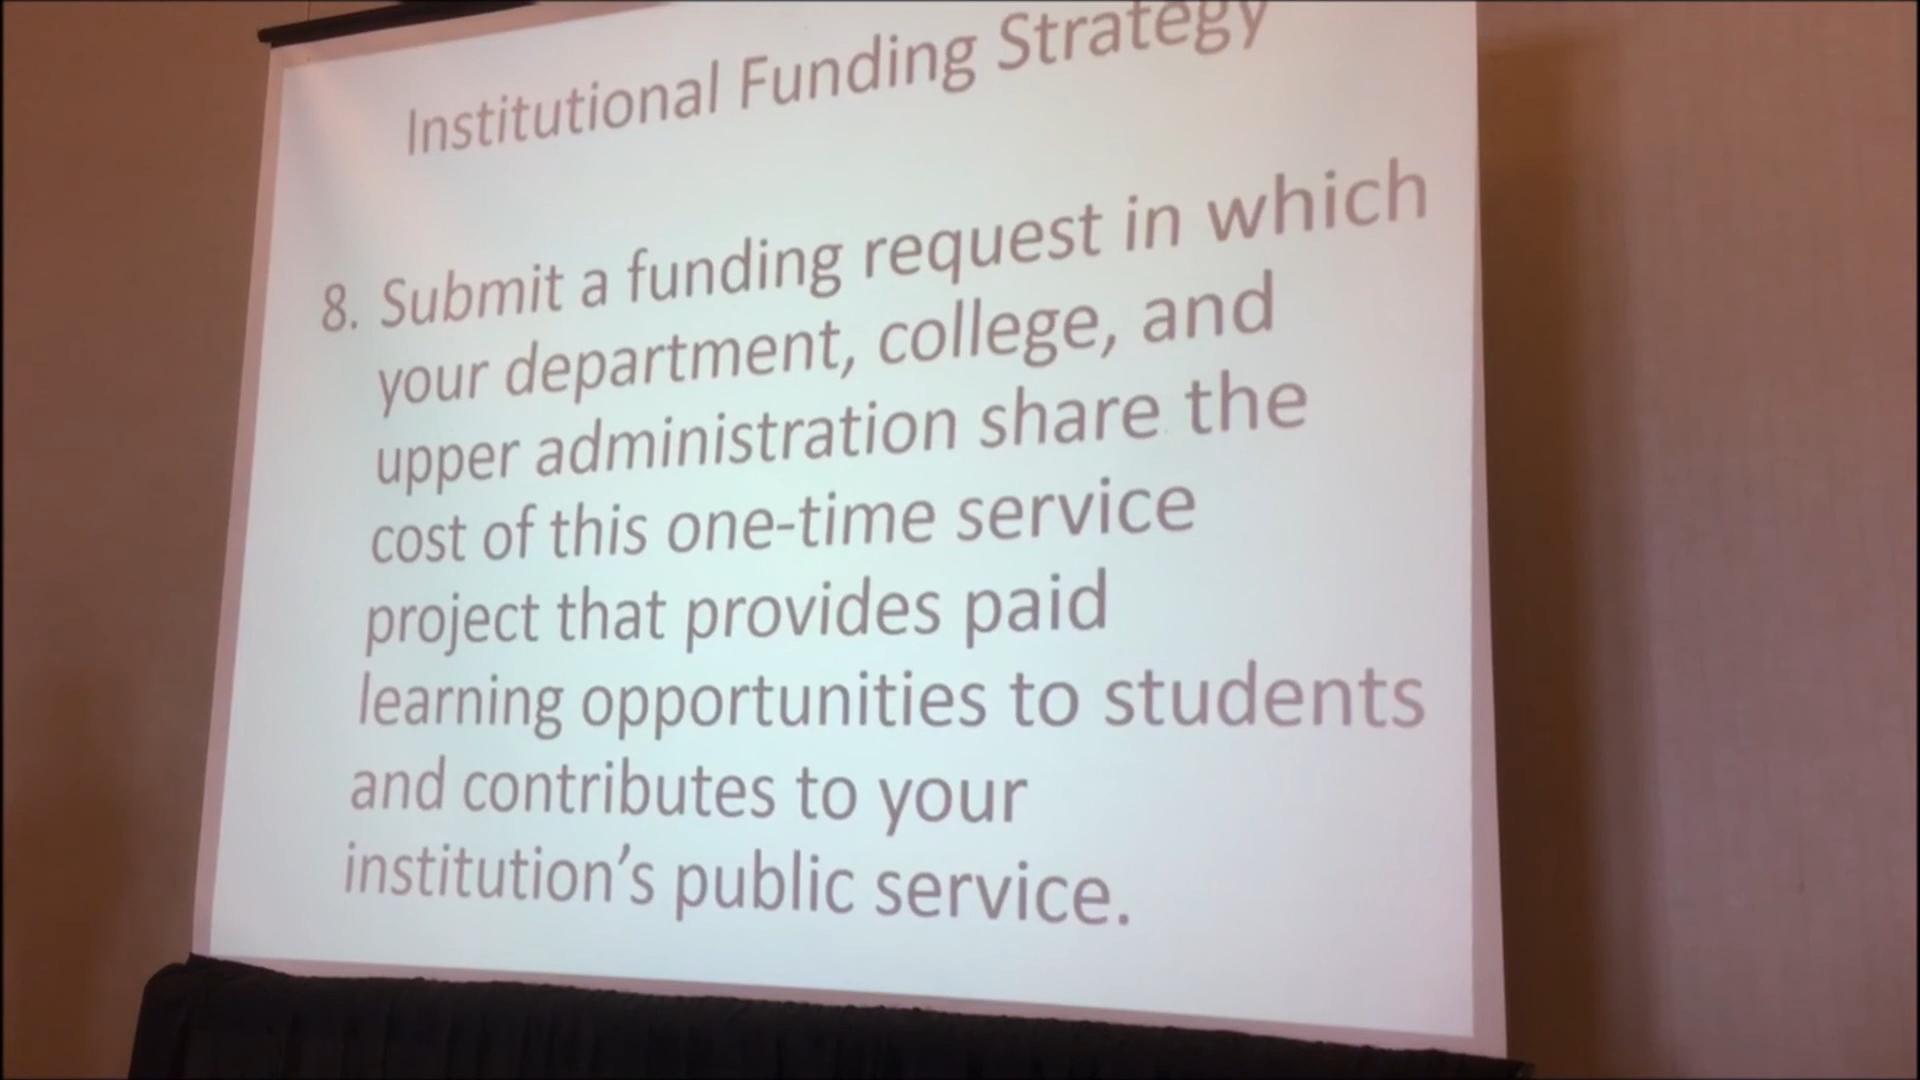 Institutional Funding Strategy
8. Submit a funding request in which
your department, college, and
upper administration share the
cost of this one-time service
project that provides paid
learning opportunities to students
and contributes to your
institution's public service.